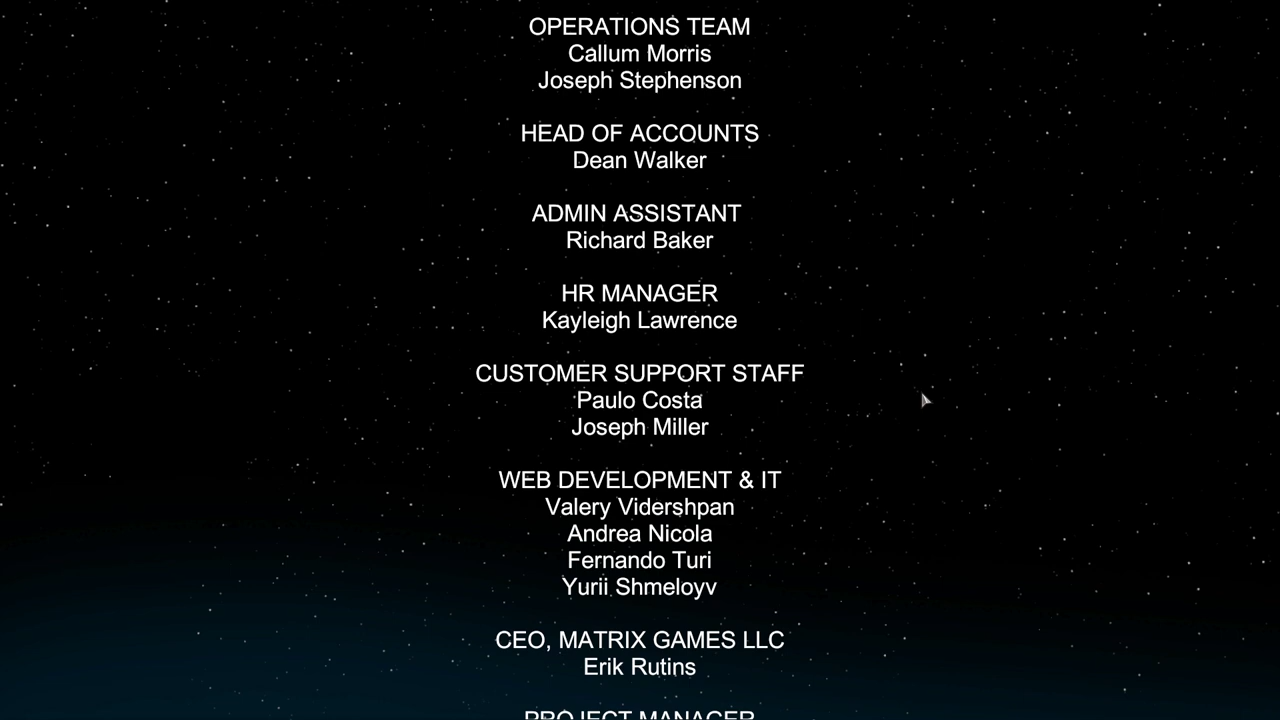 OPERATIONS TEAM
Callum Morris
Joseph Stephenson
HEAD OF ACCOUNTS
Dean Walker
ADMIN ASSISTANT
Richard Baker
HR MANAGER
Kayleigh Lawrence
CUSTOMER SUPPORT STAFF
Paulo Costa
Joseph Miller
WEB DEVELOPMENT & IT
Valery Vidershpan
Andrea Nicola
Fernando Turi
Yurii Shmeloyv
CEO, MATRIX GAMES LLC
Erik Rutins
PROJECT MANAGER